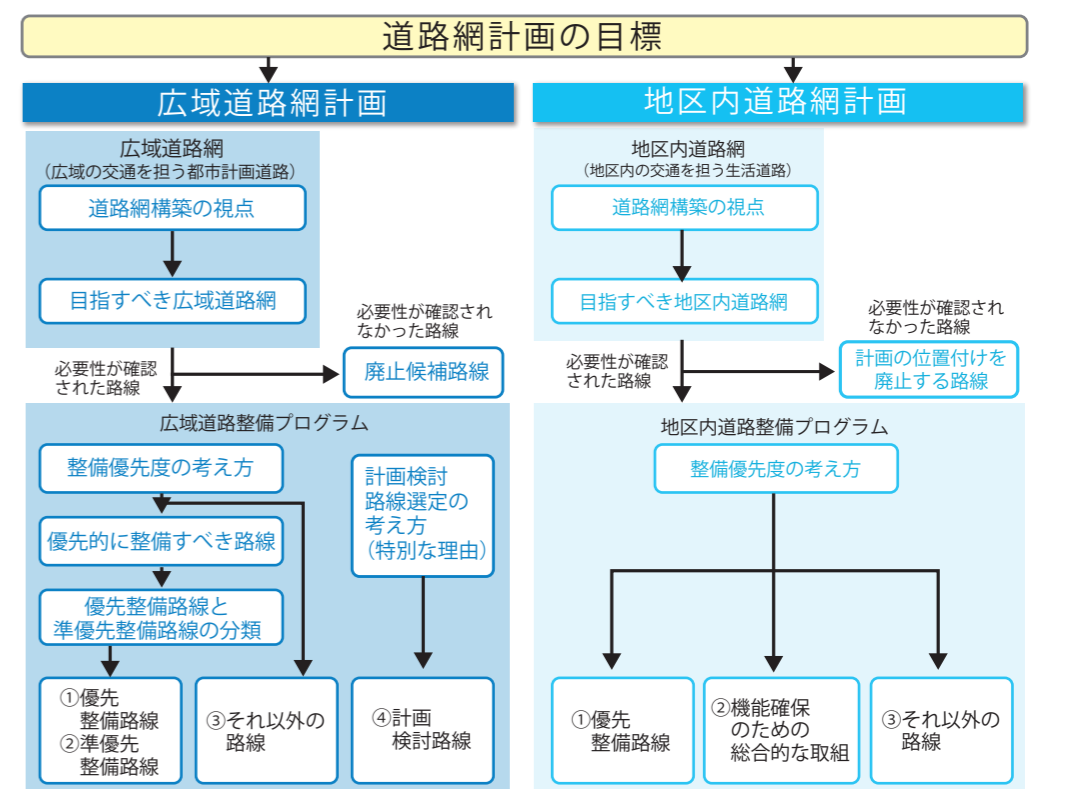 道路網計画の目標
広域道路網計画
広域道路網
（広域の交通を担う都市計画道路）
道路網構築の視点
目指すべき広域道路網
必要性が確認され
なかった路線
廃止候補路線
必要性が確認
された路線
広域道路整備プログラム
整備優先度の考え方
優先的に整備すべき路線
優先整備路線と
準優先整備路線の分類
計画検討
路線選定の
考え方
（特別な理由）
①優先
整備路線
②準優先
整備路線
③それ以外の
路線
④計画
検討路線
地区内道路網計画
地区内道路網
（地区内の交通を担う生活道路）
道路網構築の視点
目指すべき地区内道路網
必要性が確認され
なかった路線
計画の位置付けを
廃止する路線
必要性が確認
された路線
地区内道路整備プログラム
整備優先度の考え方
①優先
整備路線
②機能確保
のための
総合的な取組
③それ以外の
路線